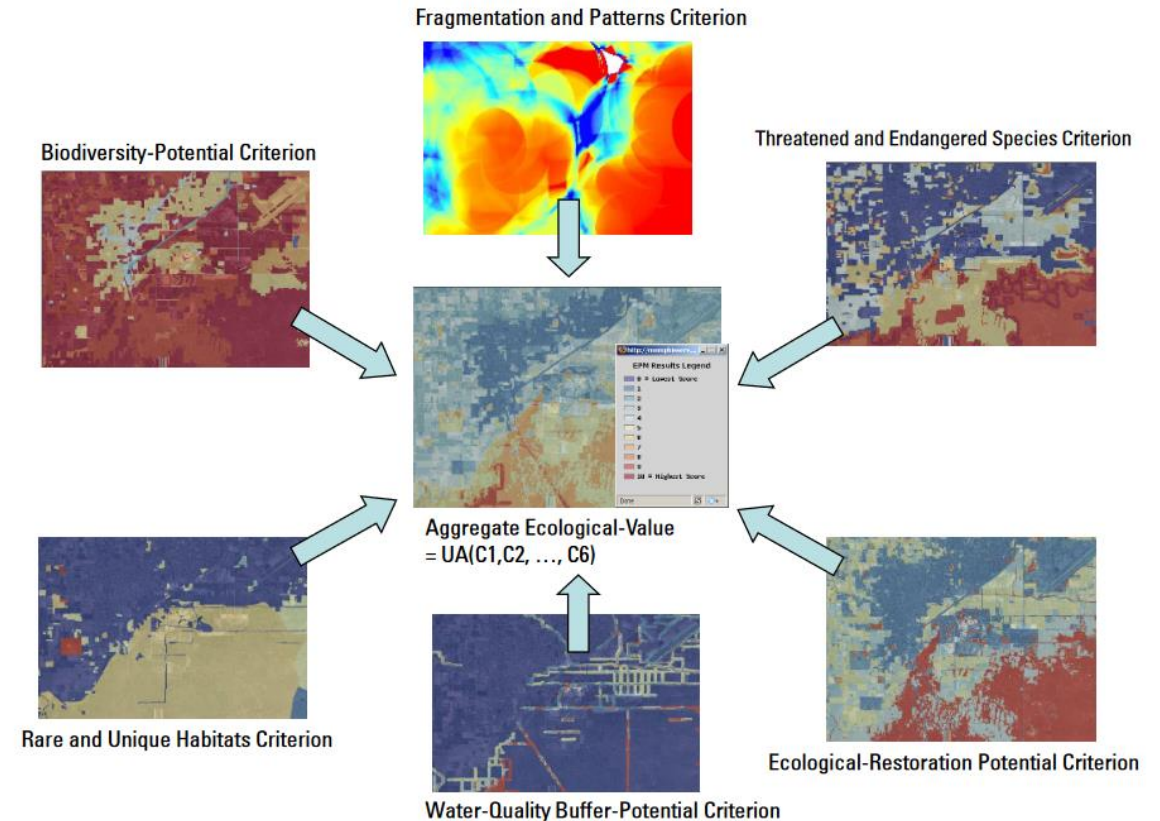 Fragmentation and Patterns Criterion
Threatened and Endangered Species Criterion
Biodiversity-Potential Criterion
EPM Results Legend
0 = Lowest Score
1
2
3
4
5
6
7
8
9
10 = Highest Score
Done
Aggregate Ecological-Value
= UA(C1,C2, …, C6)
Rare and Unique Habitats Criterion
Ecological-Restoration Potential Criterion
Water-Quality Buffer-Potential Criterion